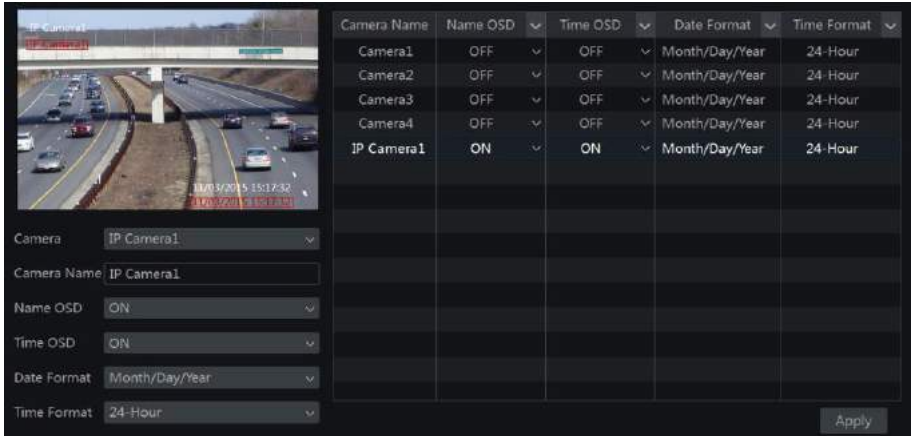 IP Camera1
11/03/2015 15:17:32
Camera IP Camera1
Camera Name IP Camera1
Name OSD ON
Time OSD ON
Date Format Month/Day/Year
Time Format 24-Hour
Camera Name Name OSD Time OSD Date Format Time Format
Camera1 OFF OFF Month/Day/Year 24-Hour
Camera2 OFF OFF Month/Day/Year 24-Hour
Camera3 OFF OFF Month/Day/Year 24-Hour
Camera4 OFF OFF Month/Day/Year 24-Hour
IP Camera1 ON ON Month/Day/Year 24-Hour
Apply